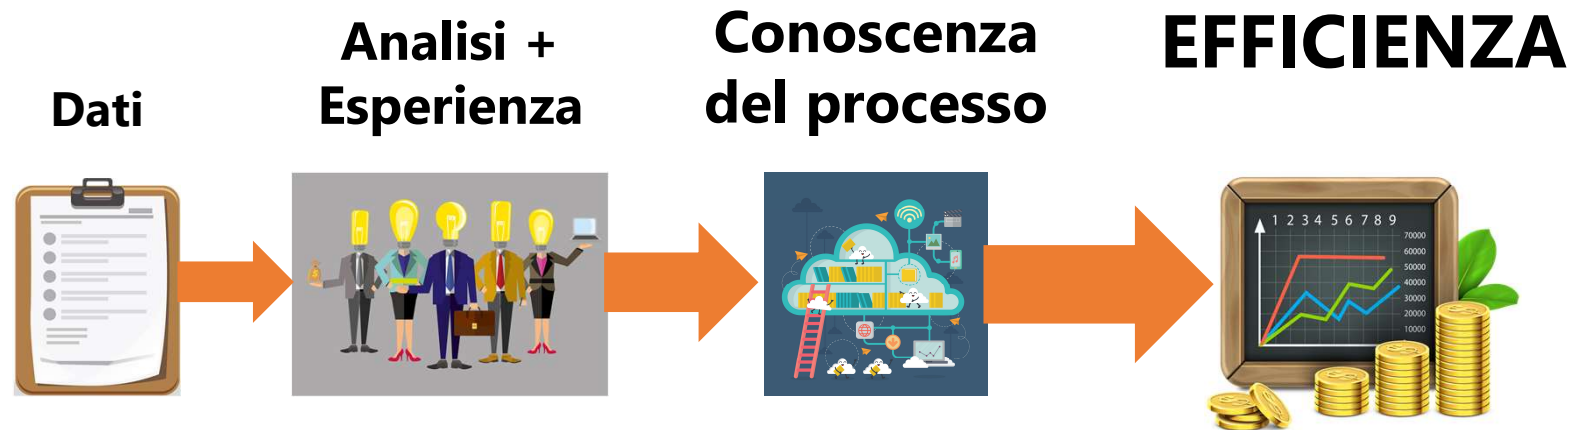 Dati
Analisi +
Esperienza
Conoscenza
del processo
EFFICIENZA
1 2 3 4 5 6 7 8 9
70000
60000
50000
40000
30000
20000
10000